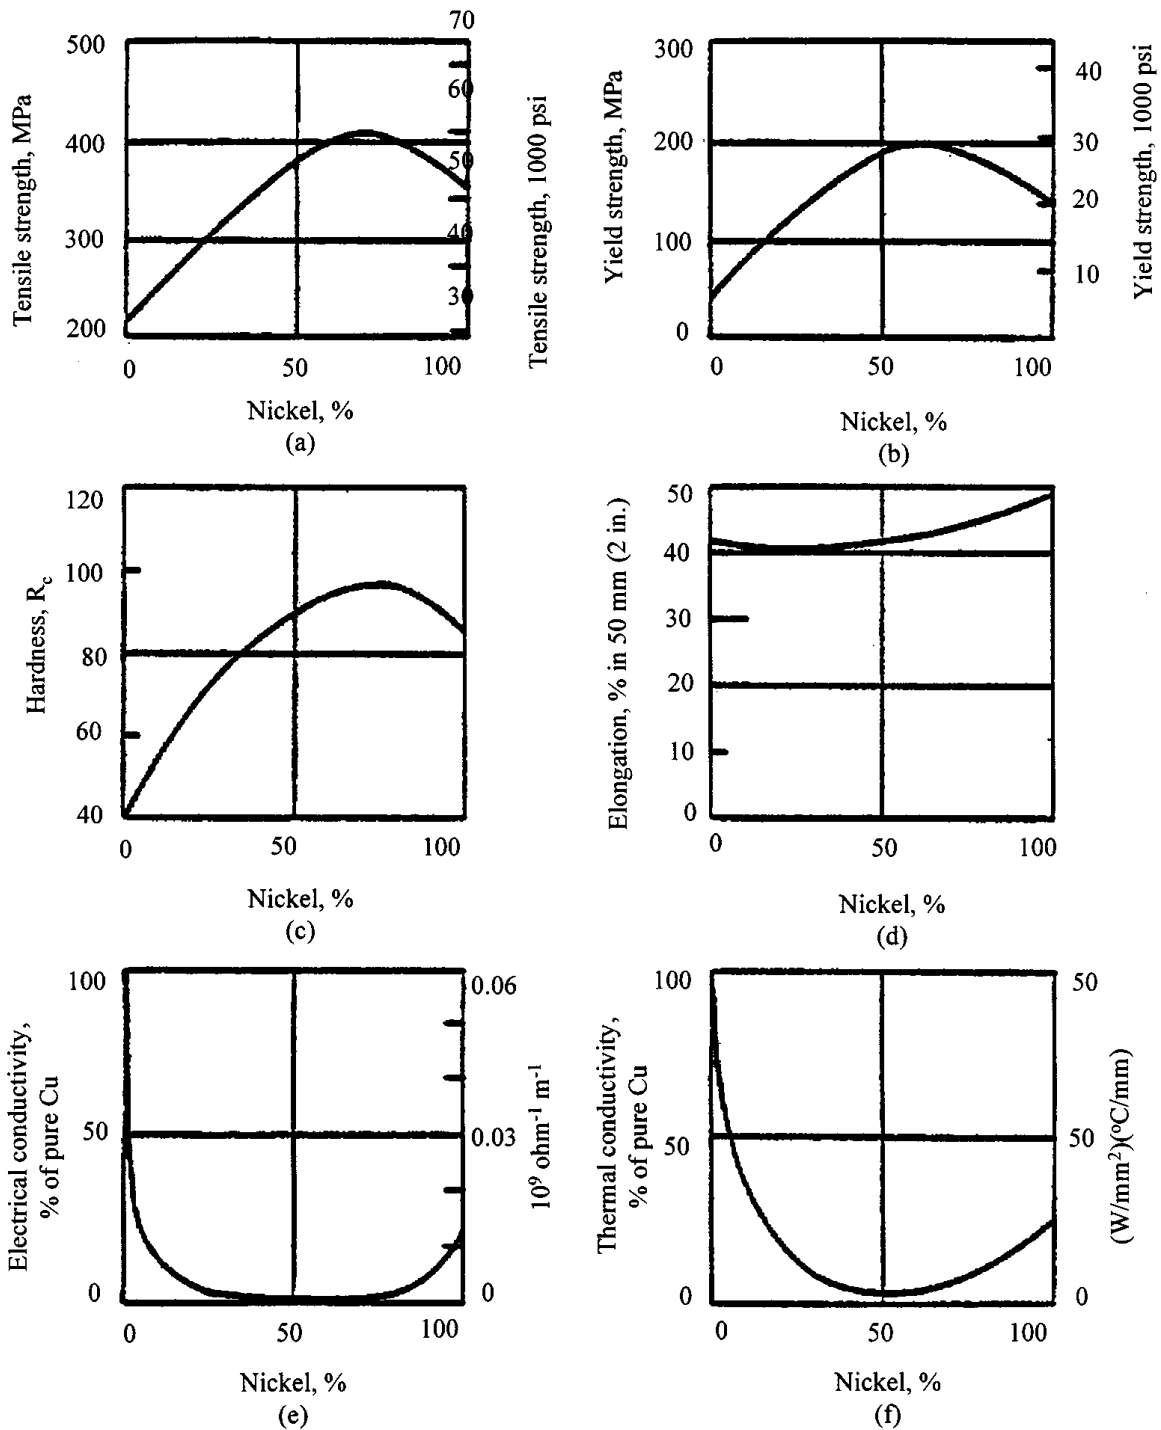 Tensile strength, MPa
500
400
300
200
70
60
50
40
30
Tensile strength, 1000 psi
0
50
100
Nickel, %
(a)
Yield strength, MPa
300
200
100
0
40
30
20
10
Yield strength, 1000 psi
0
50
100
Nickel, %
(b)
Hardness, Rc
120
100
80
60
40
0
50
100
Nickel, %
(c)
Elongation, % in 50 mm (2 in.)
50
40
30
20
10
0
0
50
100
Nickel, %
(d)
Electrical conductivity,
% of pure Cu
100
50
0
0.06
0.03
0
10⁹ ohm⁻¹ m⁻¹
0
50
100
Nickel, %
(e)
Thermal conductivity,
% of pure Cu
100
50
0
50
50
0
(W/mm²)(°C/mm)
0
50
100
Nickel, %
(f)